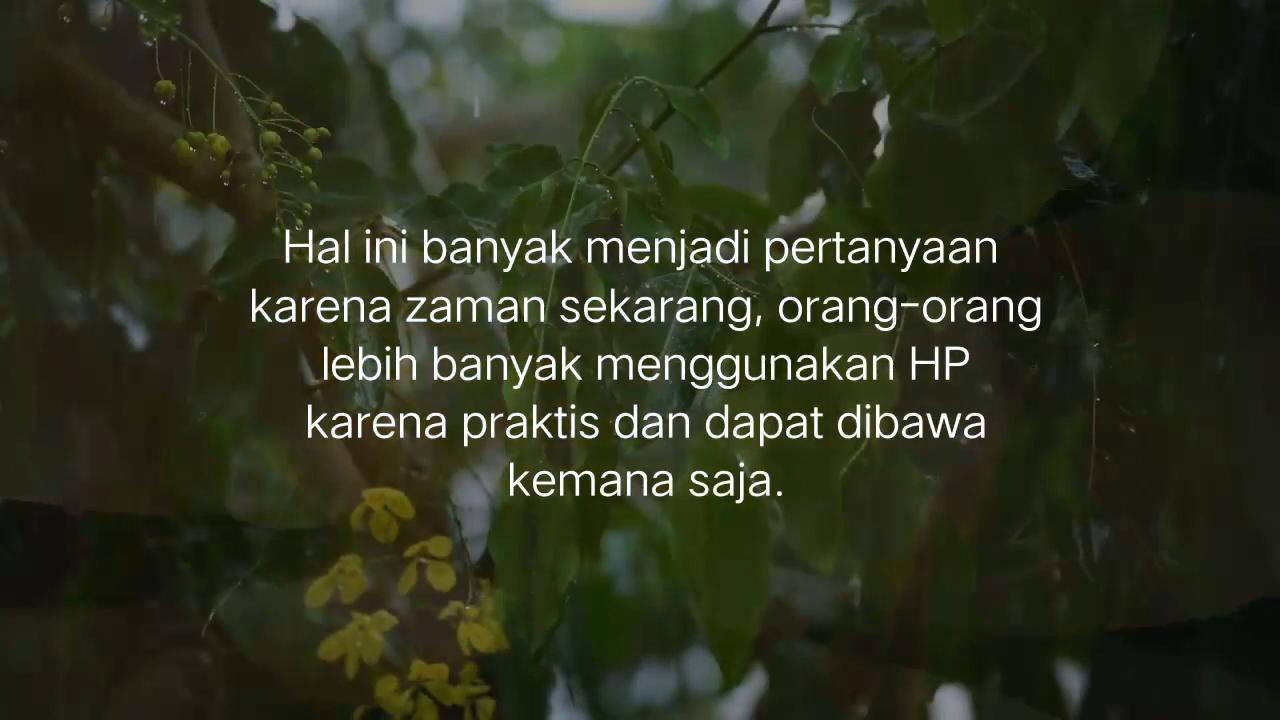 Hal ini banyak menjadi pertanyaan
karena zaman sekarang, orang-orang
lebih banyak menggunakan HP
karena praktis dan dapat dibawa
kemana saja.